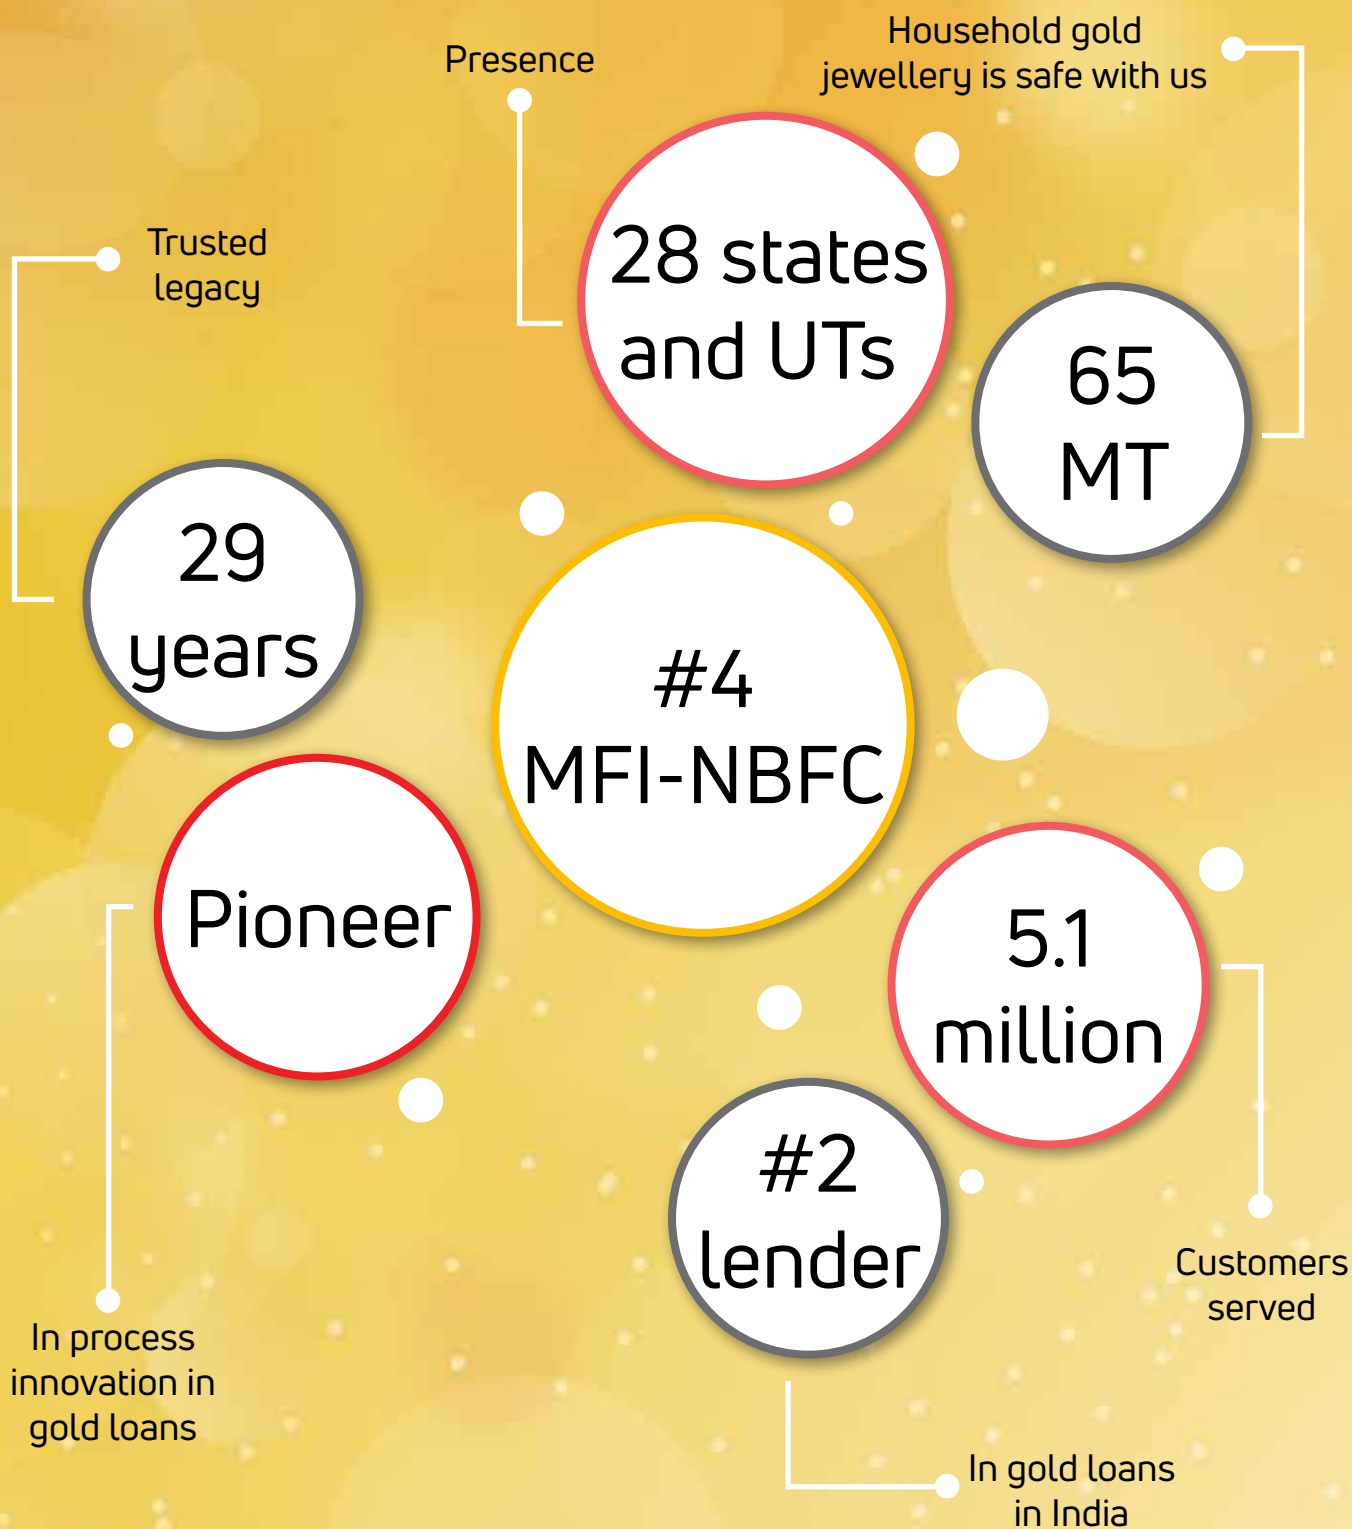 Household gold
jewellery is safe with us
Presence
28 states
and UTs
Trusted
legacy
65
MT
29
years
#4
MFI-NBFC
Pioneer
5.1
million
#2
lender
Customers
served
In process
innovation in
gold loans
In gold loans
in India